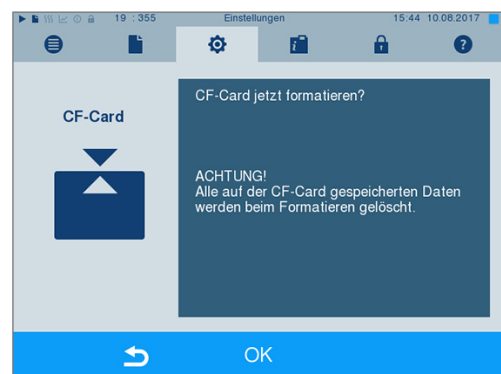 19 : 355 Einstellungen 15:44 10.08.2017
CF-Card
CF-Card jetzt formatieren?
ACHTUNG!
Alle auf der CF-Card gespeicherten Daten
werden beim Formatieren gelöscht.
OK